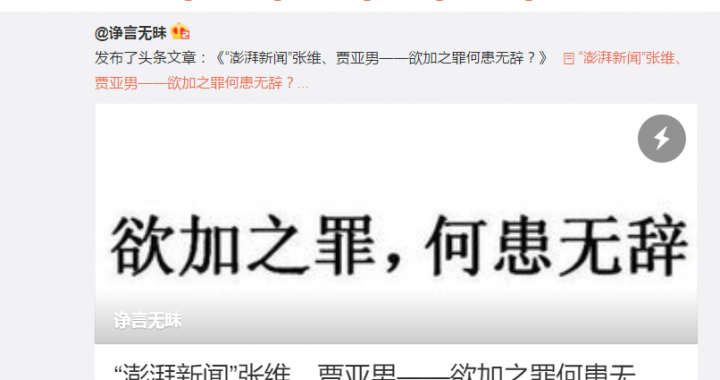 @诤言无昧
发布了头条文章：《“澎湃新闻”张维、贾亚男——欲加之罪何患无辞？》 “澎湃新闻”张维、
贾亚男——欲加之罪何患无辞？...
欲加之罪，何患无辞
诤言无昧
“澎湃新闻”张维、贾亚男——欲加之罪何患无